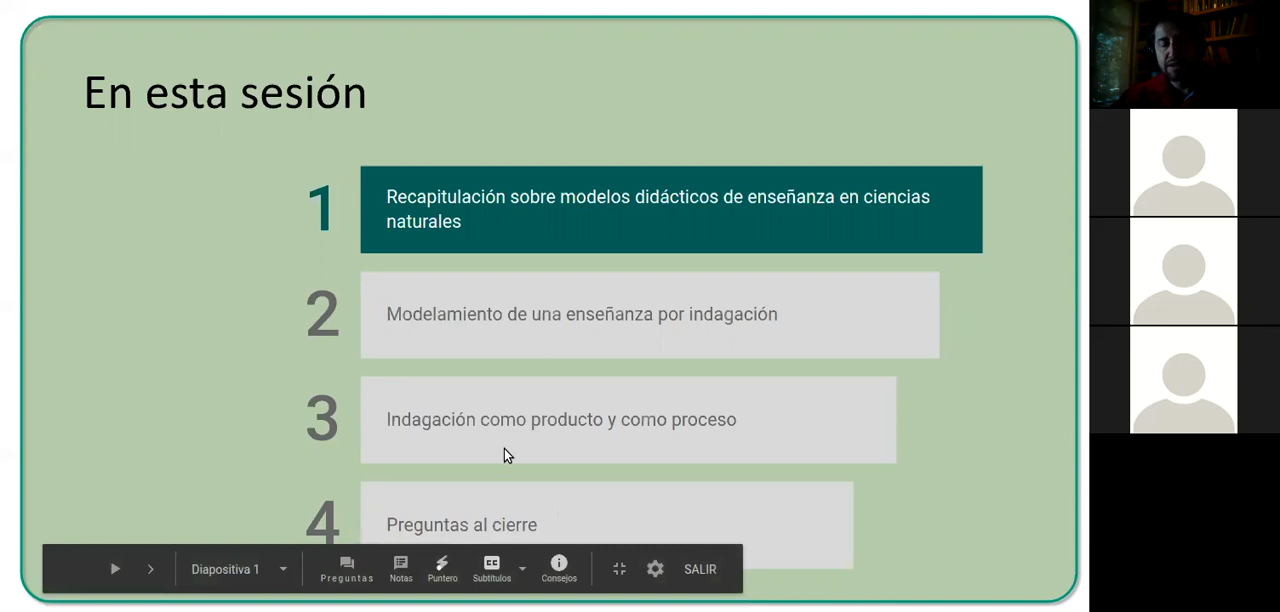 En esta sesión
1
Recapitulación sobre modelos didácticos de enseñanza en ciencias
naturales
2
Modelamiento de una enseñanza por indagación
3
Indagación como producto y como proceso
4
Preguntas al cierre
Diapositiva 1
Preguntas
Notas
Puntero
CC
Subtítulos
Consejos
SALIR